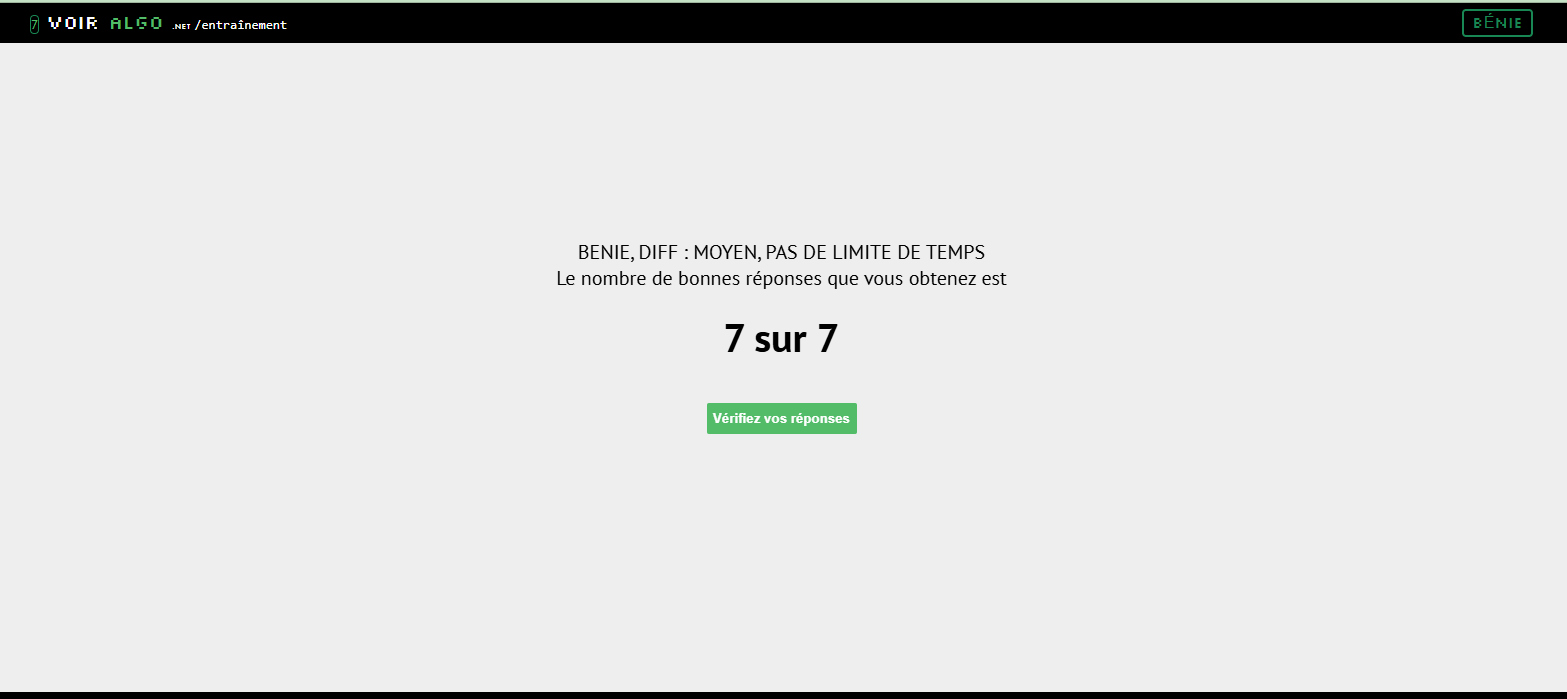 7 VOIR ALGO .NET /entraînement
BÉNIE
BENIE, DIFF : MOYEN, PAS DE LIMITE DE TEMPS
Le nombre de bonnes réponses que vous obtenez est
7 sur 7
Vérifiez vos réponses